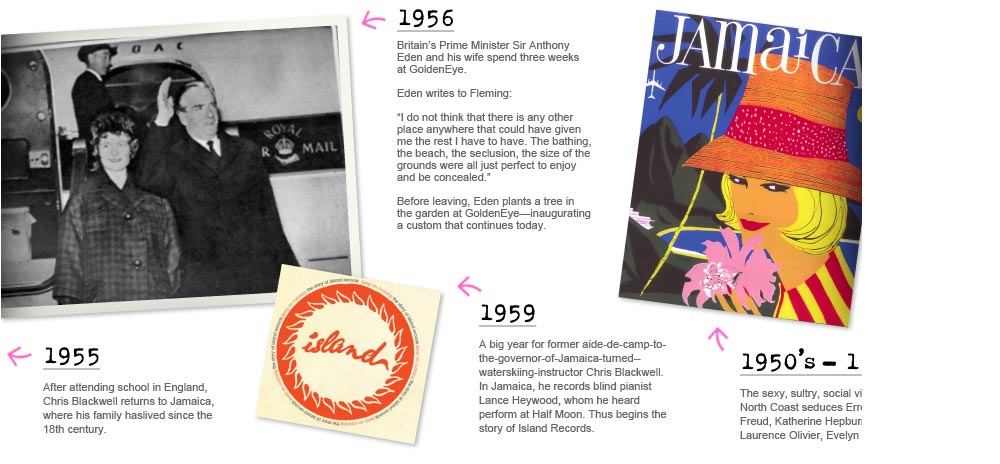 1956
Britain's Prime Minister Sir Anthony
Eden and his wife spend three weeks
at GoldenEye.
Eden writes to Fleming:
“I do not think that there is any other
place anywhere that could have given
me the rest I have to have. The bathing,
the beach, the seclusion, the size of the
grounds were all just perfect to enjoy
and be concealed.”
Before leaving, Eden plants a tree in
the garden at GoldenEye—inaugurating
a custom that continues today.
OAC
ROYAL
R MAIL
JAMAICA
island
the story of island records
1955
After attending school in England,
Chris Blackwell returns to Jamaica,
where his family haslived since the
18th century.
1959
A big year for former aide-de-camp-to-
the-governor-of-Jamaica-turned--
waterskiing-instructor Chris Blackwell.
In Jamaica, he records blind pianist
Lance Heywood, whom he heard
perform at Half Moon. Thus begins the
story of Island Records.
1950's – 1
The sexy, sultry, social vi
North Coast seduces Erro
Freud, Katherine Hepburn
Laurence Olivier, Evelyn